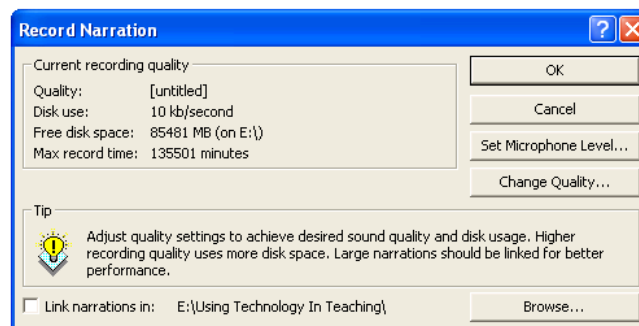 Record Narration
Current recording quality
Quality: [untitled]
Disk use: 10 kb/second
Free disk space: 85481 MB (on E:\)
Max record time: 135501 minutes
OK
Cancel
Set Microphone Level...
Change Quality...
Tip
Adjust quality settings to achieve desired sound quality and disk usage. Higher
recording quality uses more disk space. Large narrations should be linked for better
performance.
Link narrations in: E:\Using Technology In Teaching\
Browse...